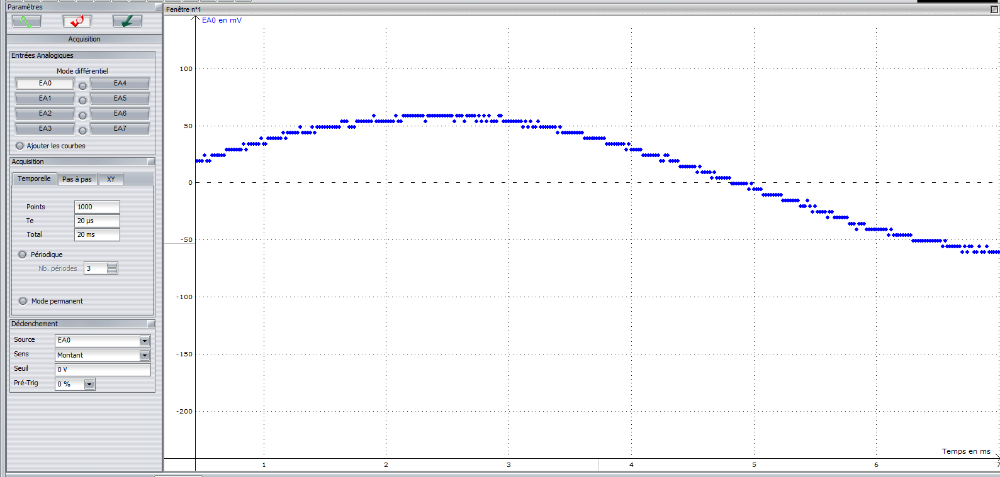 Paramètres
Acquisition
Entrées Analogiques
Mode différentiel
EA0 EA4
EA1 EA5
EA2 EA6
EA3 EA7
Ajouter les courbes
Acquisition
Temporelle Pas à pas XY
Points 1000
Te 20 µs
Total 20 ms
Périodique
Nb. périodes 3
Mode permanent
Déclenchement
Source EA0
Sens Montant
Seuil 0 V
Pré-Trig 0 %
Fenêtre n°1
EA0 en mV
100
50
0
-50
-100
-150
-200
Temps en ms
1 2 3 4 5 6 7